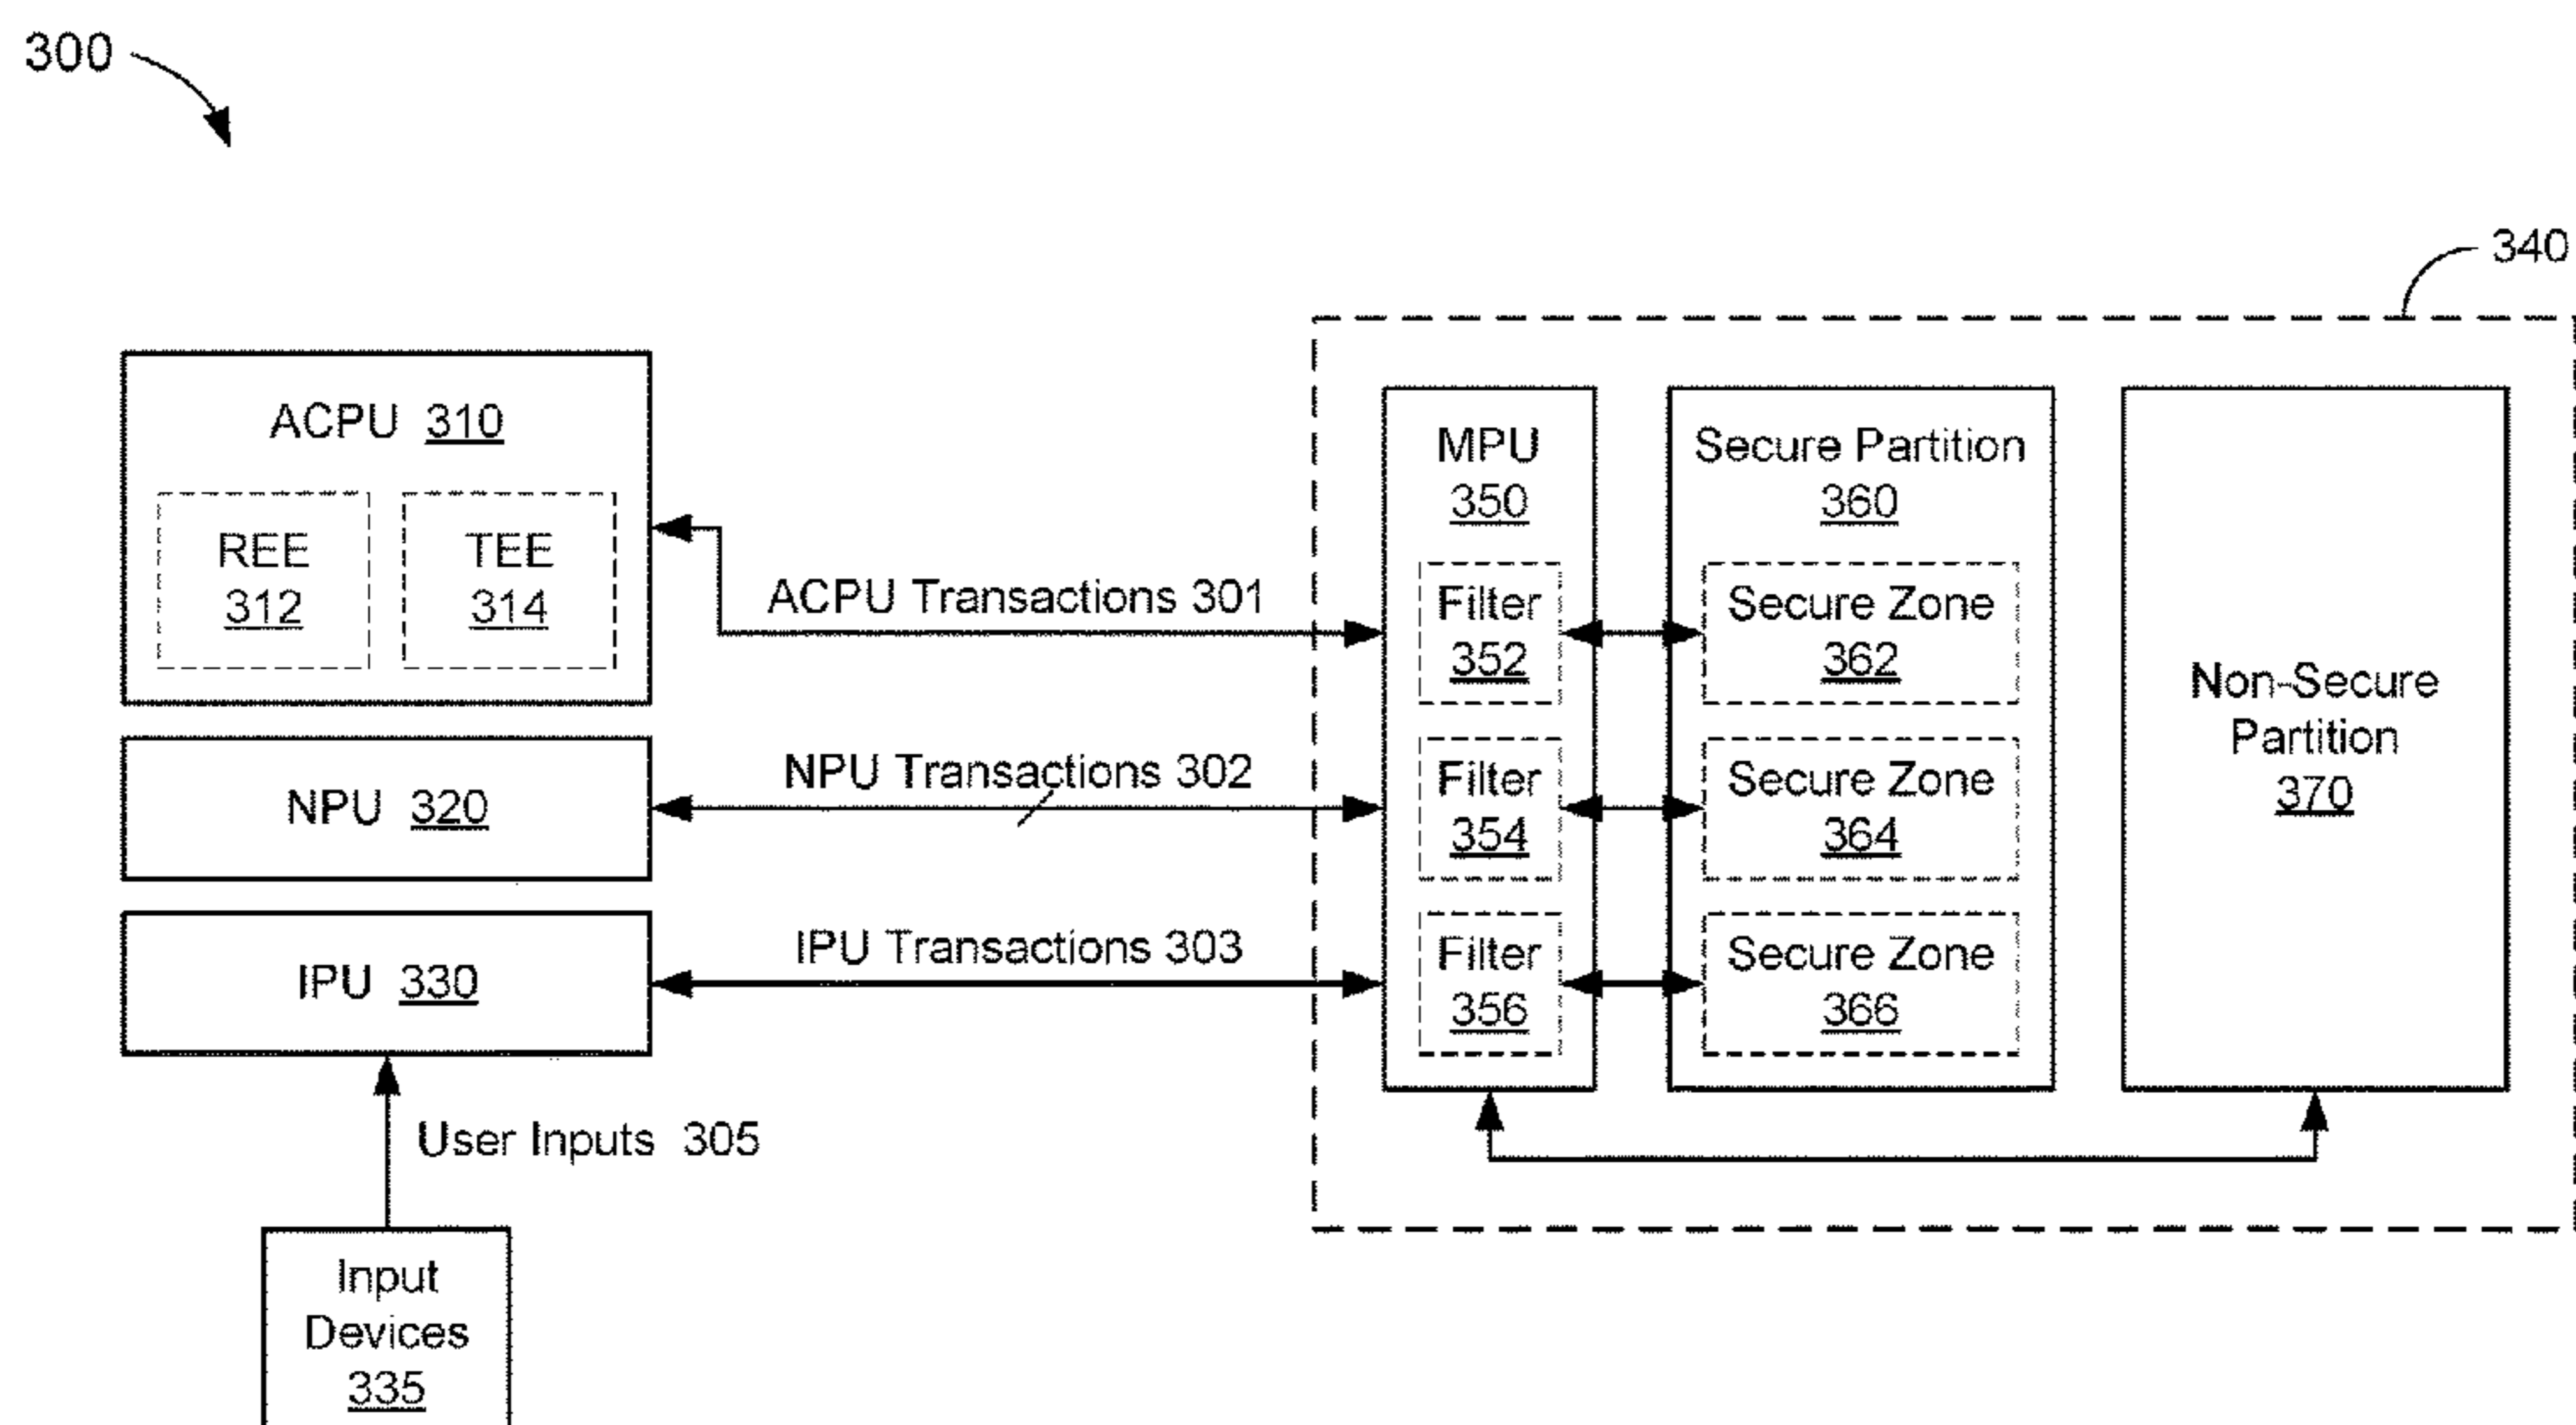 300
340
ACPU 310
REE
312
TEE
314
ACPU Transactions 301
NPU 320
NPU Transactions 302
IPU 330
IPU Transactions 303
User Inputs 305
Input
Devices
335
MPU
350
Filter
352
Filter
354
Filter
356
Secure Partition
360
Secure Zone
362
Secure Zone
364
Secure Zone
366
Non-Secure
Partition
370